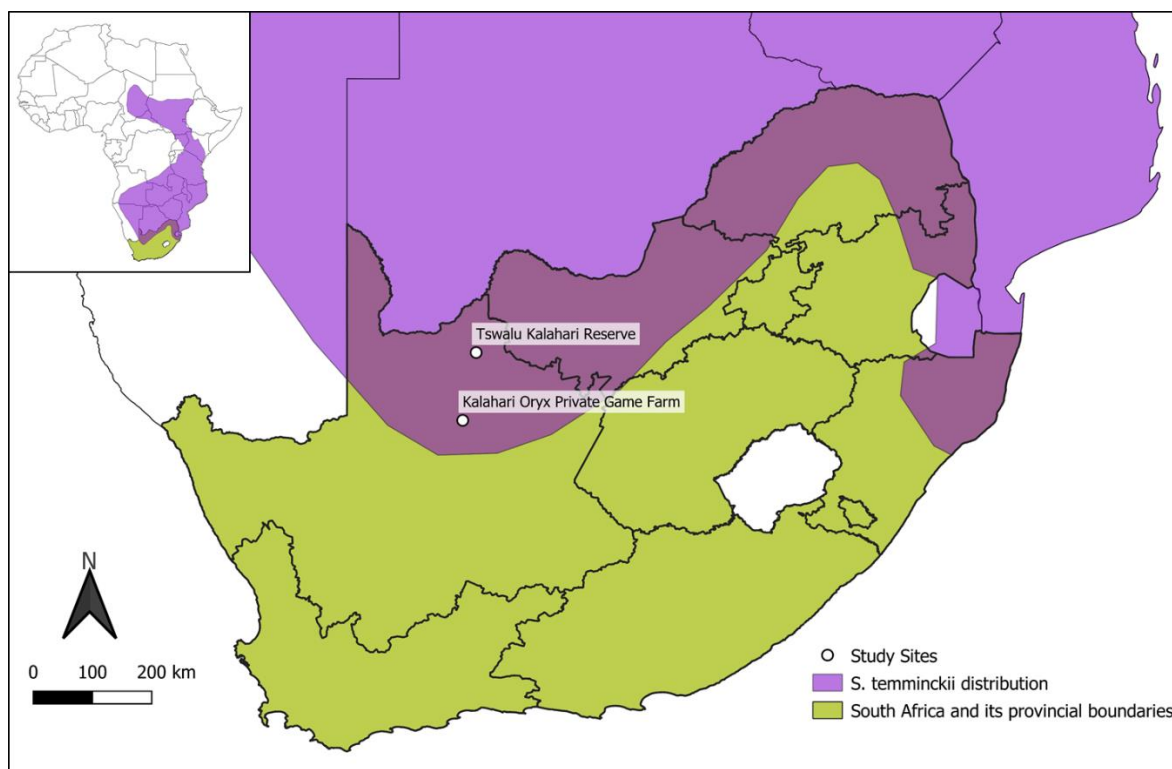 Tswalu Kalahari Reserve
Kalahari Oryx Private Game Farm
N
0 100 200 km
Study Sites
S. temminckii distribution
South Africa and its provincial boundaries